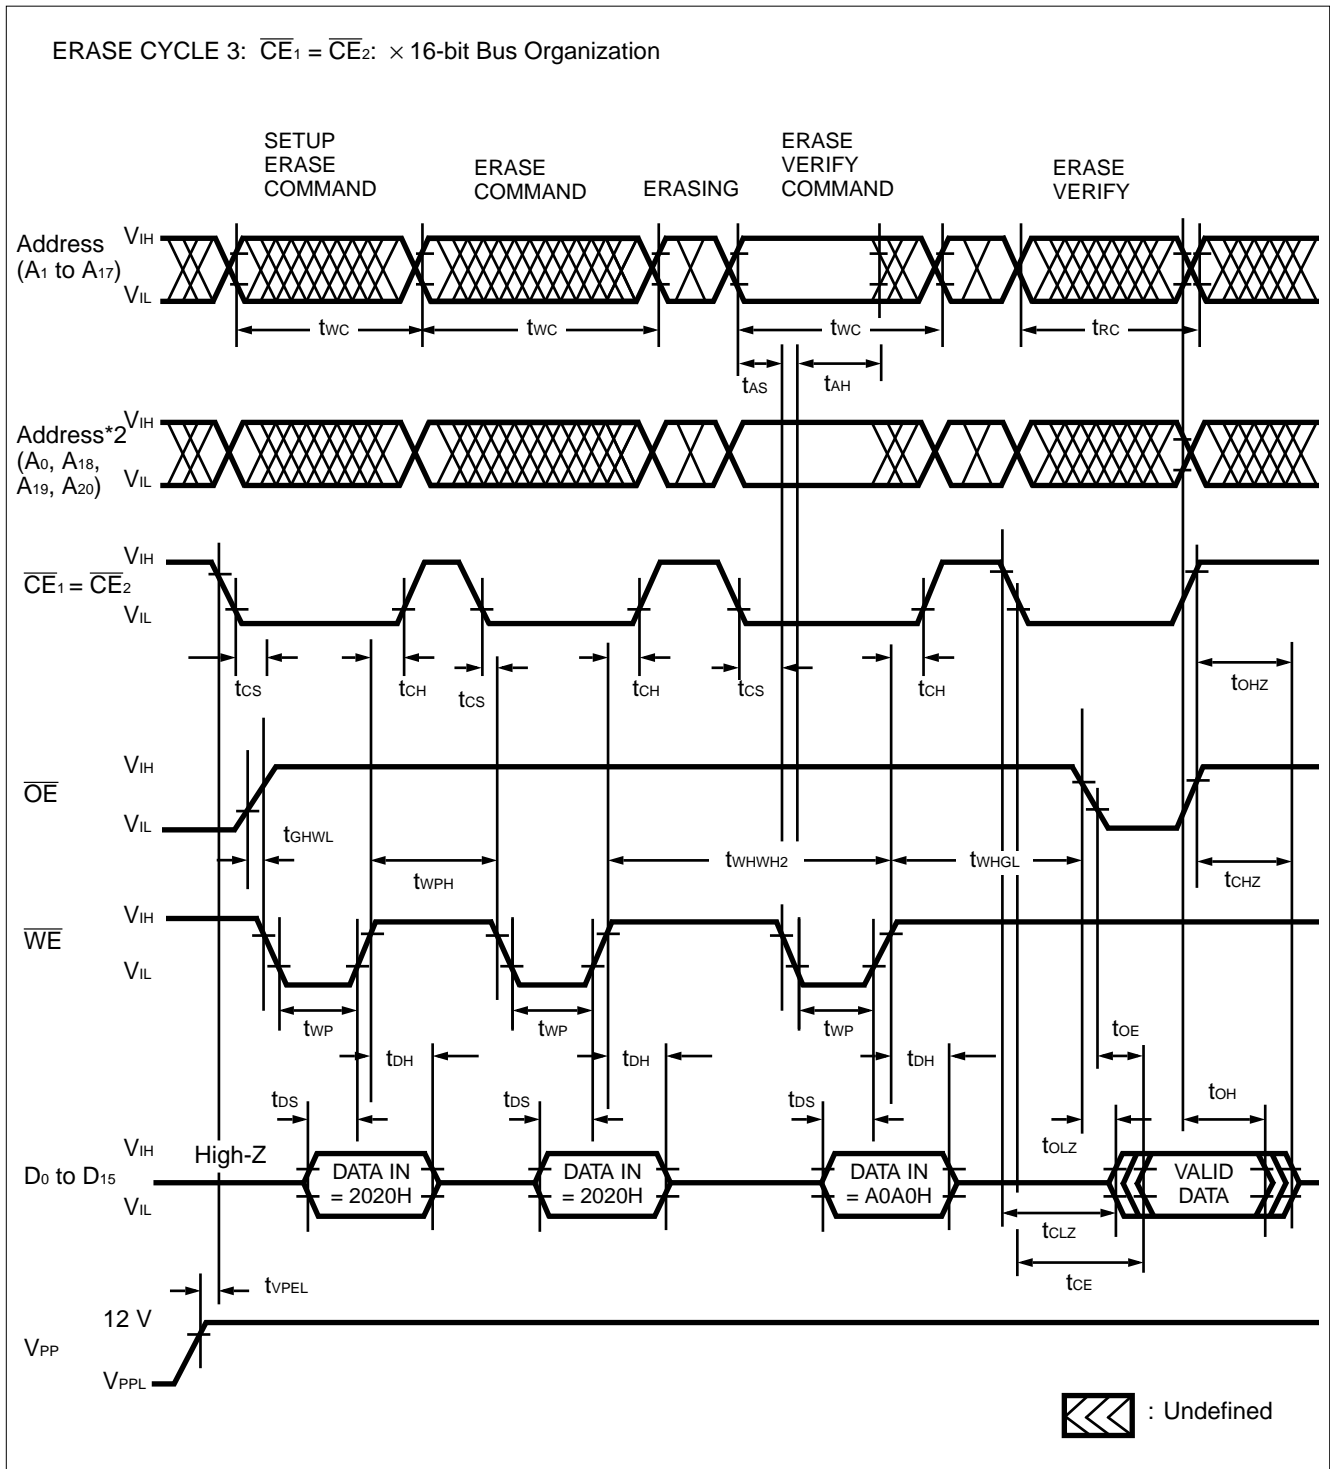 ERASE CYCLE 3: CE1 = CE2: × 16-bit Bus Organization
SETUP
ERASE
COMMAND
ERASE
COMMAND
ERASING
ERASE
VERIFY
COMMAND
ERASE
VERIFY
Address
(A1 to A17)
VIH
VIL
tWC
tWC
tWC
tRC
tAS
tAH
Address*2
(A0, A18,
A19, A20)
VIH
VIL
CE1 = CE2
VIH
VIL
tCS
tCH
tCS
tCH
tCS
tCH
tOHZ
OE
VIH
VIL
tGHWL
tWPH
tWHWH2
tWHGL
tCHZ
WE
VIH
VIL
tWP
tWP
tWP
tOE
tDH
tDH
tDH
tDS
tDS
tDS
tOH
tOLZ
D0 to D15
VIH
VIL
High-Z
DATA IN
= 2020H
DATA IN
= 2020H
DATA IN
= A0A0H
VALID
DATA
tCLZ
tCE
tVPEL
VPP
12 V
VPPL
: Undefined